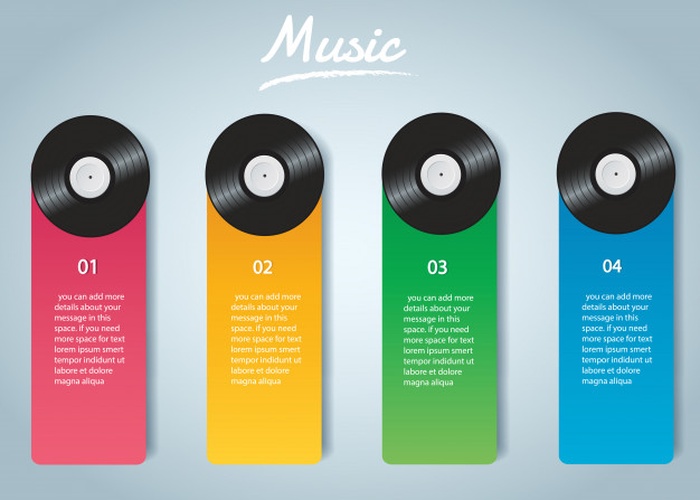 Music
01
you can add more
details about your
message in this
space. if you need
more space for text
lorem ipsum smert
tempor indidunt ut
labore et dolore
magna aliqua
02
you can add more
details about your
message in this
space. if you need
more space for text
lorem ipsum smert
tempor indidunt ut
labore et dolore
magna aliqua
03
you can add more
details about your
message in this
space. if you need
more space for text
lorem ipsum smert
tempor indidunt ut
labore et dolore
magna aliqua
04
you can add more
details about your
message in this
space. if you need
more space for text
lorem ipsum smert
tempor indidunt ut
labore et dolore
magna aliqua